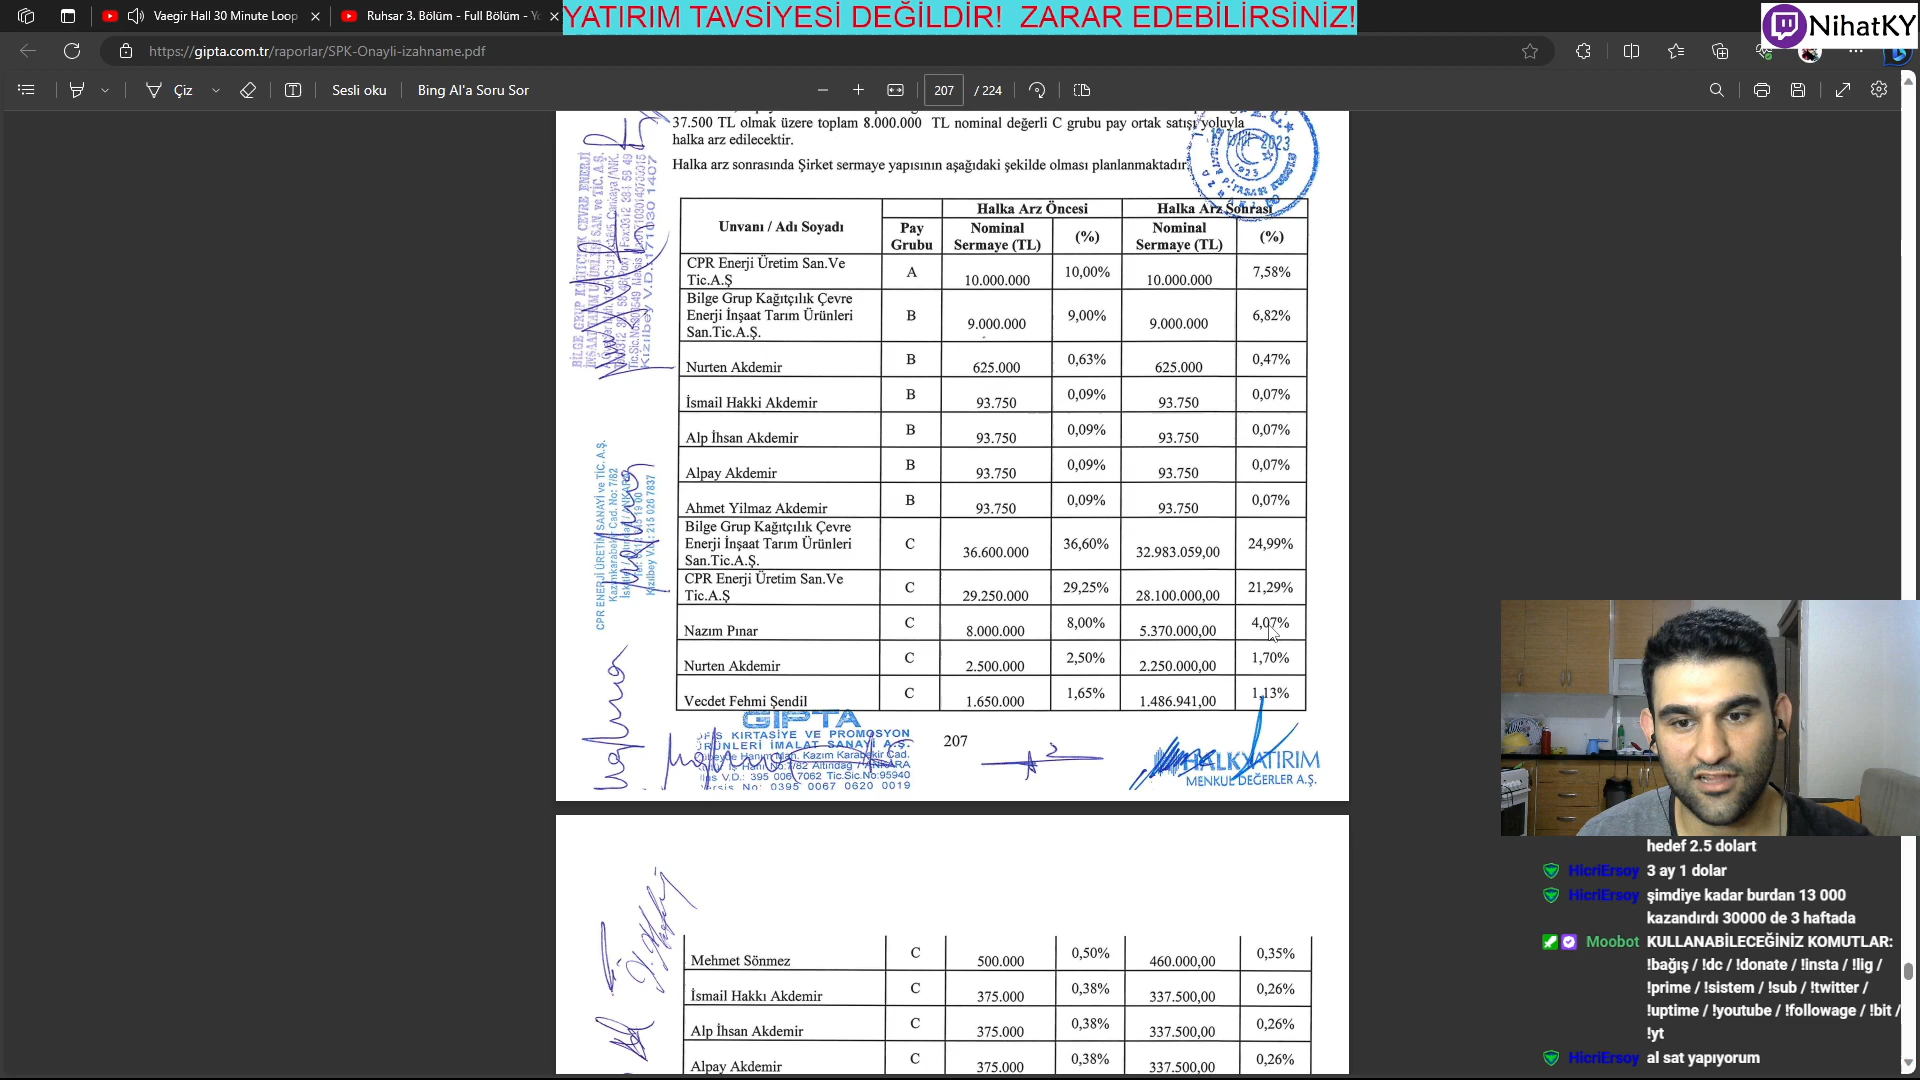 Vaegir Hall 30 Minute Loop
Ruhsar 3. Bölüm - Full Bölüm - Yo
YATIRIM TAVSİYESİ DEĞİLDİR! ZARAR EDEBİLİRSİNİZ!
NihatKY
https://gipta.com.tr/raporlar/SPK-Onayli-izahname.pdf
Çiz
Sesli oku
Bing AI'a Soru Sor
207 / 224
37.500 TL olmak üzere toplam 8.000.000 TL nominal değerli C grubu pay ortak satışı yoluyla
halka arz edilecektir.
Halka arz sonrasında Şirket sermaye yapısının aşağıdaki şekilde olması planlanmaktadır.
Unvanı / Adı Soyadı
Pay Grubu
Halka Arz Öncesi
Halka Arz Sonrası
Nominal Sermaye (TL) (%) Nominal Sermaye (TL) (%)
CPR Enerji Üretim San.Ve
Tic.A.Ş A 10.000.000 10,00% 10.000.000 7,58%
Bilge Grup Kağıtçılık Çevre
Enerji İnşaat Tarım Ürünleri
San.Tic.A.Ş. B 9.000.000 9,00% 9.000.000 6,82%
Nurten Akdemir B 625.000 0,63% 625.000 0,47%
İsmail Hakki Akdemir B 93.750 0,09% 93.750 0,07%
Alp İhsan Akdemir B 93.750 0,09% 93.750 0,07%
Alpay Akdemir B 93.750 0,09% 93.750 0,07%
Ahmet Yilmaz Akdemir B 93.750 0,09% 93.750 0,07%
Bilge Grup Kağıtçılık Çevre
Enerji İnşaat Tarım Ürünleri
San.Tic.A.Ş. C 36.600.000 36,60% 32.983.059,00 24,99%
CPR Enerji Üretim San.Ve
Tic.A.Ş C 29.250.000 29,25% 28.100.000,00 21,29%
Nazım Pınar C 8.000.000 8,00% 5.370.000,00 4,07%
Nurten Akdemir C 2.500.000 2,50% 2.250.000,00 1,70%
Vecdet Fehmi Şendil C 1.650.000 1,65% 1.486.941,00 1,13%
GIPTA
KIRTASİYE VE PROMOSYON
ÜRÜNLERİ İMALAT SANAYİ A.Ş.
207
HALKYATIRIM
MENKUL DEĞERLER A.Ş.
Mehmet Sönmez C 500.000 0,50% 460.000,00 0,35%
İsmail Hakkı Akdemir C 375.000 0,38% 337.500,00 0,26%
Alp İhsan Akdemir C 375.000 0,38% 337.500,00 0,26%
Alpay Akdemir C 375.000 0,38% 337.500,00 0,26%
hedef 2.5 dolart
HicriErsoy 3 ay 1 dolar
HicriErsoy şimdiye kadar burdan 13 000
kazandırdı 30000 de 3 haftada
Moobot KULLANABİLECEĞİNİZ KOMUTLAR:
!bağış / !dc / !donate / !insta / !lig /
!prime / !sistem / !sub / !twitter /
!uptime / !youtube / !followage / !bit /
!yt
HicriErsoy al sat yapıyorum